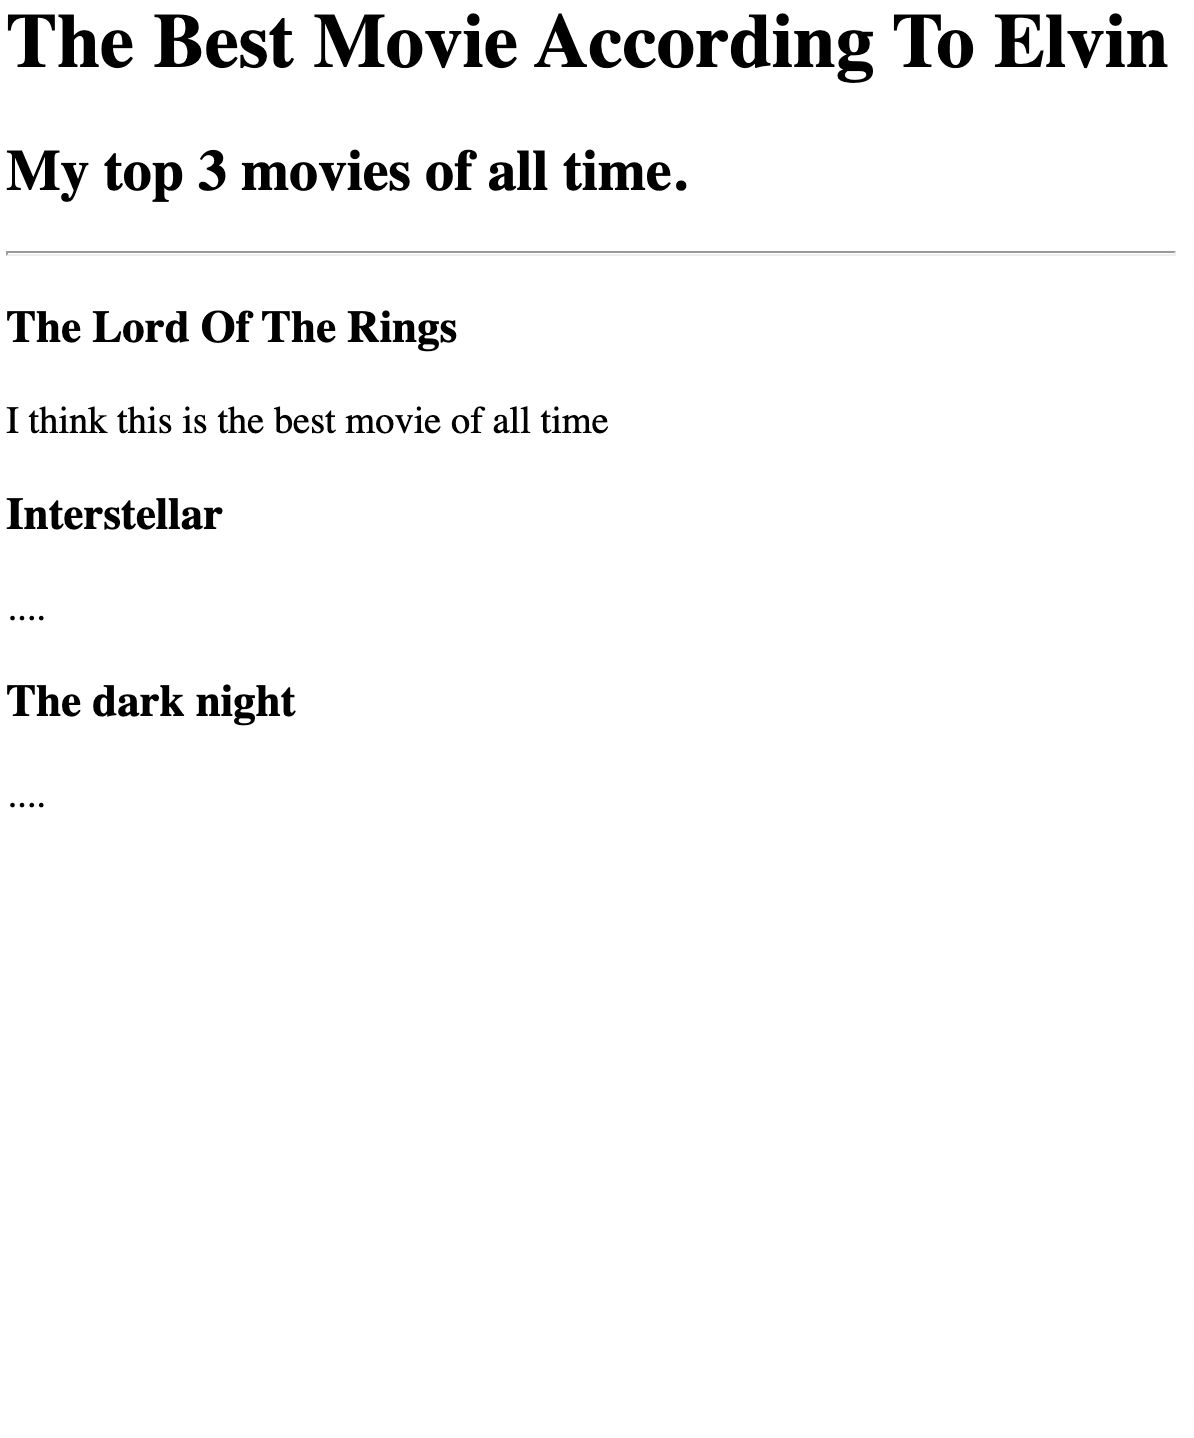 The Best Movie According To Elvin
My top 3 movies of all time.
The Lord Of The Rings
I think this is the best movie of all time
Interstellar
....
The dark night
....